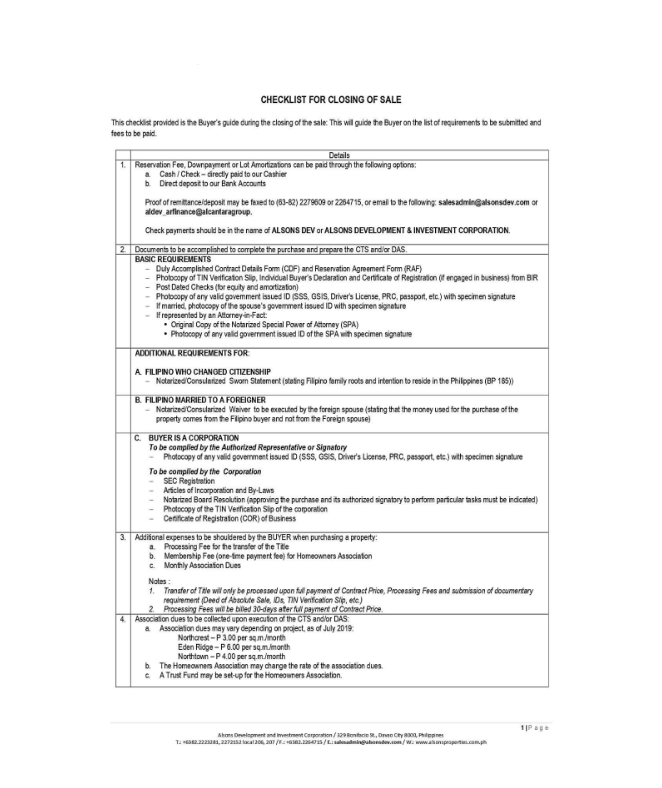 CHECKLIST FOR CLOSING OF SALE
This checklist provided is the Buyer's guide during the closing of the sale: This will guide the Buyer on the list of requirements to be submitted and
fees to be paid.
Details
1. Reservation Fee, Downpayment or Lot Amortizations can be paid through the following options:
a. Cash / Check – directly paid to our Cashier
b. Direct deposit to our Bank Accounts
Proof of remittance/deposit may be faxed to (63-82) 2279609 or 2264715, or email to the following: salesadmin@alsonsdev.com or
aldev_arfinance@alcantaragroup.
Check payments should be in the name of ALSONS DEV or ALSONS DEVELOPMENT & INVESTMENT CORPORATION.
2. Documents to be accomplished to complete the purchase and prepare the CTS and/or DAS.
BASIC REQUIREMENTS
– Duly Accomplished Contract Details Form (CDF) and Reservation Agreement Form (RAF)
– Photocopy of TIN Verification Slip, Individual Buyer's Declaration and Certificate of Registration (if engaged in business) from BIR
– Post Dated Checks (for equity and amortization)
– Photocopy of any valid government issued ID (SSS, GSIS, Driver's License, PRC, passport, etc.) with specimen signature
– If married, photocopy of the spouse's government issued ID with specimen signature
– If represented by an Attorney-in-Fact:
• Original Copy of the Notarized Special Power of Attorney (SPA)
• Photocopy of any valid government issued ID of the SPA with specimen signature
ADDITIONAL REQUIREMENTS FOR:
A. FILIPINO WHO CHANGED CITIZENSHIP
– Notarized/Consularized Sworn Statement (stating Filipino family roots and intention to reside in the Philippines (BP 185))
B. FILIPINO MARRIED TO A FOREIGNER
– Notarized/Consularized Waiver to be executed by the foreign spouse (stating that the money used for the purchase of the
property comes from the Filipino buyer and not from the Foreign spouse)
C. BUYER IS A CORPORATION
To be complied by the Authorized Representative or Signatory
– Photocopy of any valid government issued ID (SSS, GSIS, Driver's License, PRC, passport, etc.) with specimen signature
To be complied by the Corporation
– SEC Registration
– Articles of Incorporation and By-Laws
– Notarized Board Resolution (approving the purchase and its authorized signatory to perform particular tasks must be indicated)
– Photocopy of the TIN Verification Slip of the corporation
– Certificate of Registration (COR) of Business
3. Additional expenses to be shouldered by the BUYER when purchasing a property:
a. Processing Fee for the transfer of the Title
b. Membership Fee (one-time payment fee) for Homeowners Association
c. Monthly Association Dues
Notes :
1. Transfer of Title will only be processed upon full payment of Contract Price, Processing Fees and submission of documentary
requirement (Deed of Absolute Sale, IDs, TIN Verification Slip, etc.)
2. Processing Fees will be billed 30-days after full payment of Contract Price.
4. Association dues to be collected upon execution of the CTS and/or DAS:
a. Association dues may vary depending on project, as of July 2019:
Northcrest – P 3.00 per sq.m./month
Eden Ridge – P 6.00 per sq.m./month
Northtown – P 4.00 per sq.m./month
b. The Homeowners Association may change the rate of the association dues.
c. A Trust Fund may be set-up for the Homeowners Association.
1 | P a g e
Alsons Development and Investment Corporation / 329 Bonifacio St., Davao City 8000, Philippines
T.: +6382.2223281, 2272152 local 206, 207 / F.: +6382.2264715 / E.: salesadmin@alsonsdev.com / W.: www.alsonsproperties.com.ph